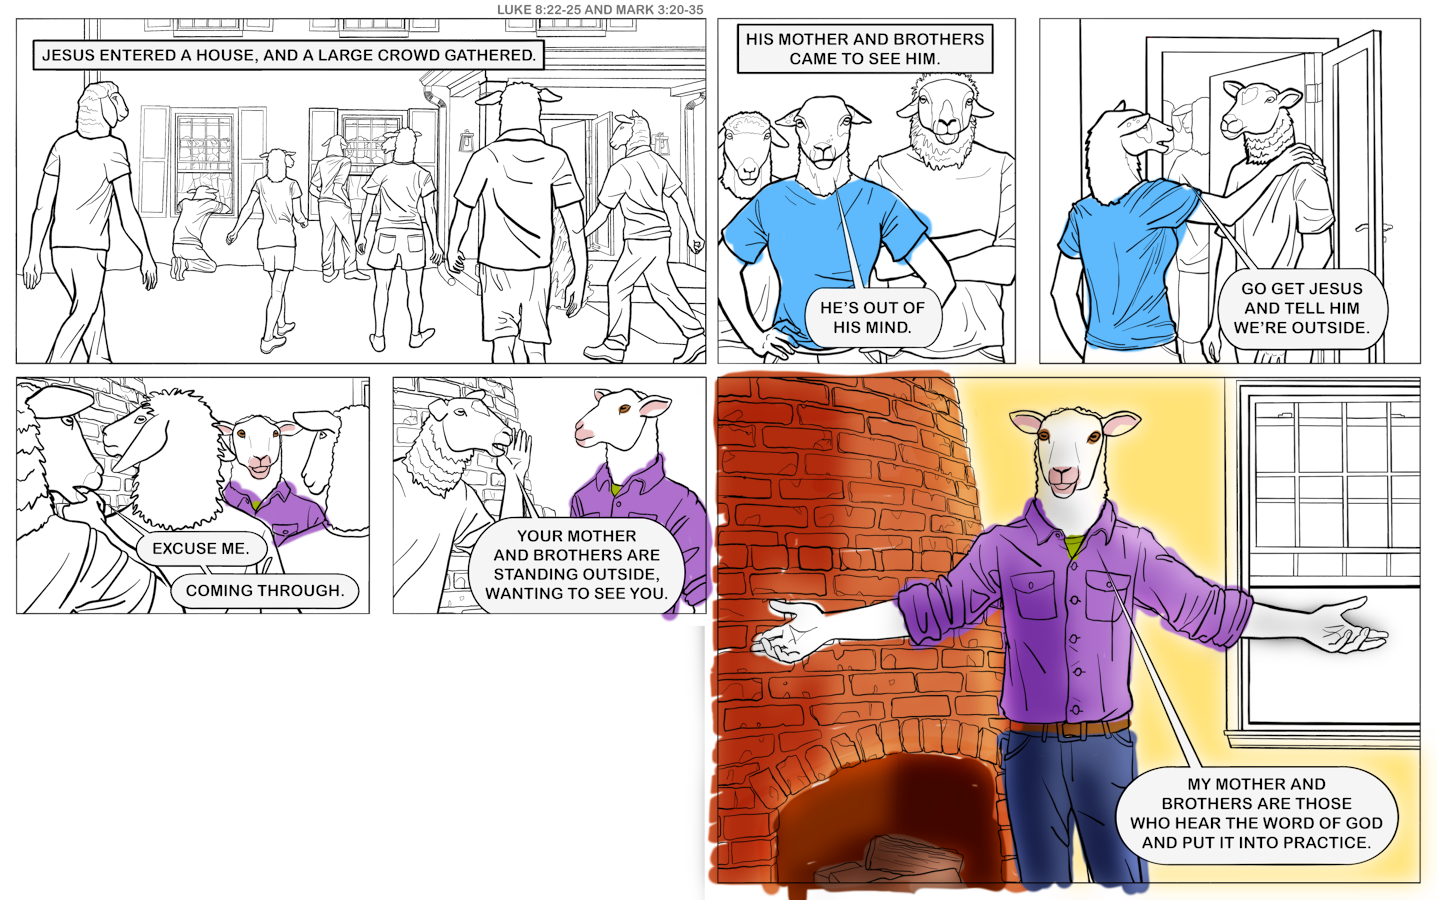 LUKE 8:22-25 AND MARK 3:20-35
JESUS ENTERED A HOUSE, AND A LARGE CROWD GATHERED.
HIS MOTHER AND BROTHERS
CAME TO SEE HIM.
HE'S OUT OF
HIS MIND.
GO GET JESUS
AND TELL HIM
WE'RE OUTSIDE.
EXCUSE ME.
COMING THROUGH.
YOUR MOTHER
AND BROTHERS ARE
STANDING OUTSIDE,
WANTING TO SEE YOU.
MY MOTHER AND
BROTHERS ARE THOSE
WHO HEAR THE WORD OF GOD
AND PUT IT INTO PRACTICE.